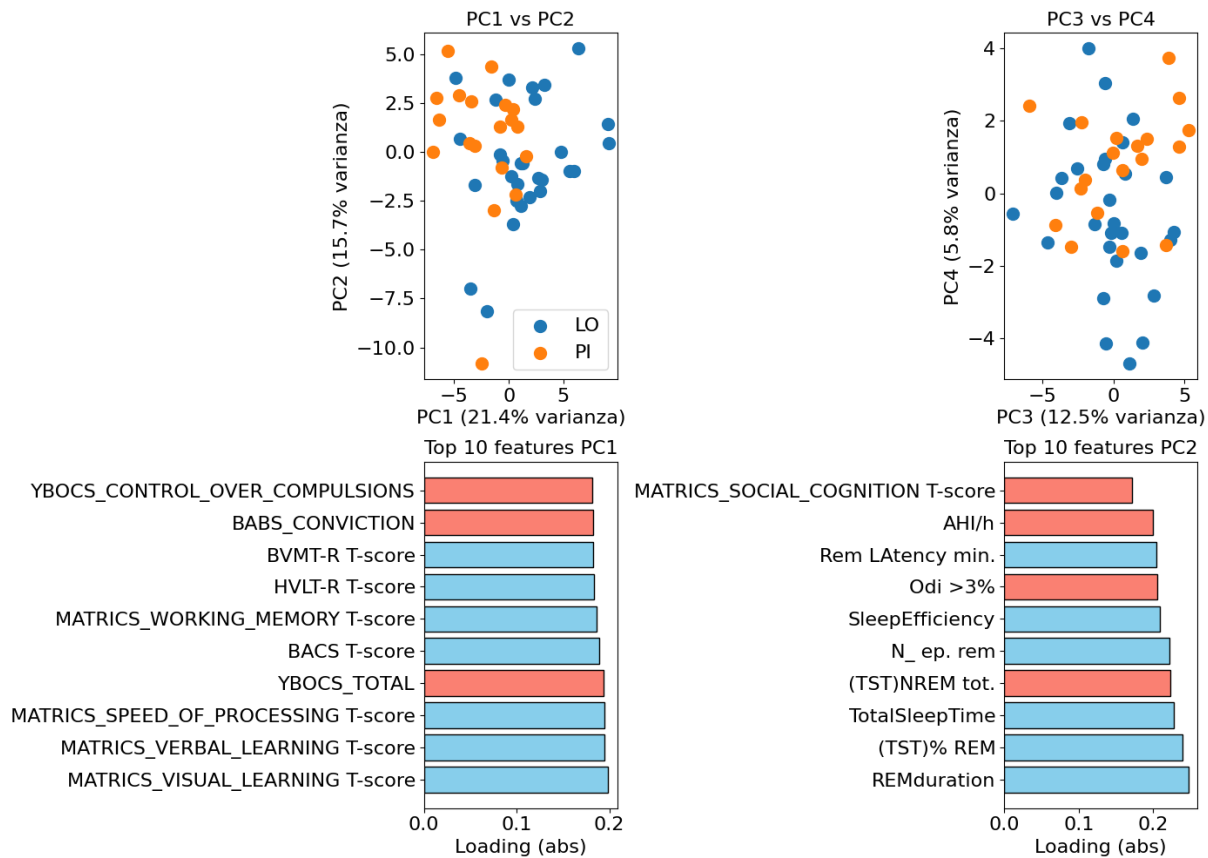 PC1 vs PC2
5.0
2.5
0.0
−2.5
−5.0
−7.5
−10.0
PC2 (15.7% varianza)
LO
PI
−5 0 5
PC1 (21.4% varianza)
PC3 vs PC4
4
2
0
−2
−4
PC4 (5.8% varianza)
−5 0 5
PC3 (12.5% varianza)
Top 10 features PC1
YBOCS_CONTROL_OVER_COMPULSIONS
BABS_CONVICTION
BVMT-R T-score
HVLT-R T-score
MATRICS_WORKING_MEMORY T-score
BACS T-score
YBOCS_TOTAL
MATRICS_SPEED_OF_PROCESSING T-score
MATRICS_VERBAL_LEARNING T-score
MATRICS_VISUAL_LEARNING T-score
0.0 0.1 0.2
Loading (abs)
Top 10 features PC2
MATRICS_SOCIAL_COGNITION T-score
AHI/h
Rem LAtency min.
Odi >3%
SleepEfficiency
N_ ep. rem
(TST)NREM tot.
TotalSleepTime
(TST)% REM
REMduration
0.0 0.1 0.2
Loading (abs)